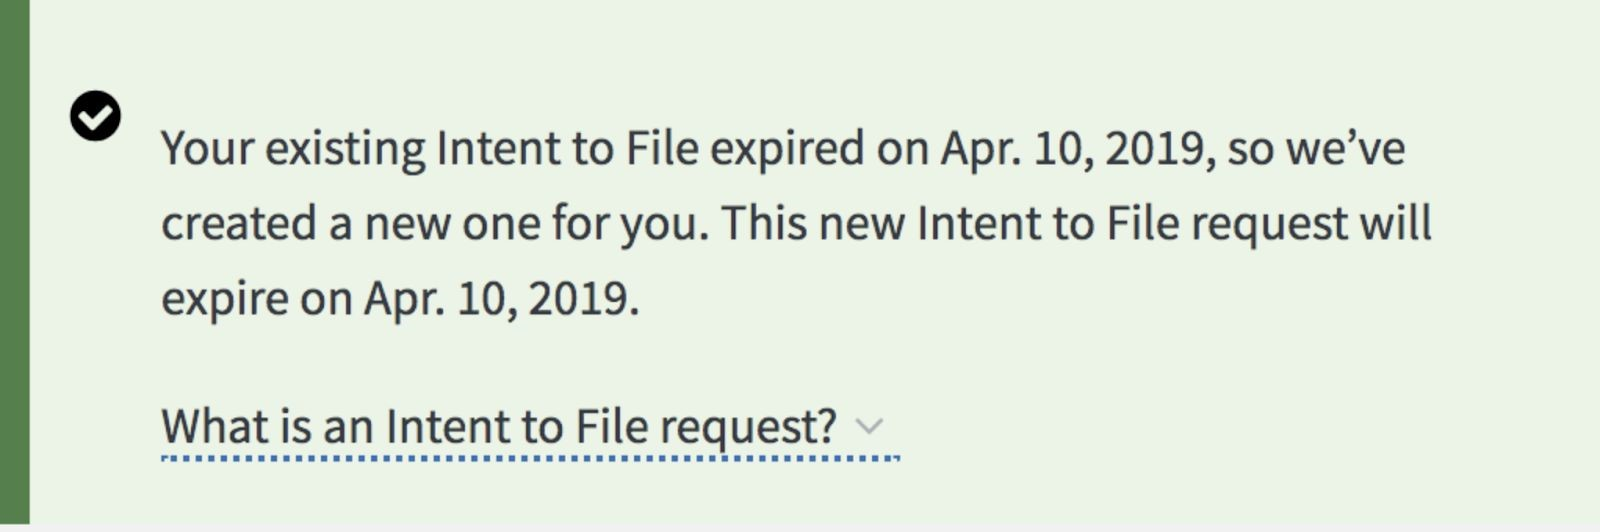 Your existing Intent to File expired on Apr. 10, 2019, so we’ve
created a new one for you. This new Intent to File request will
expire on Apr. 10, 2019.
What is an Intent to File request?